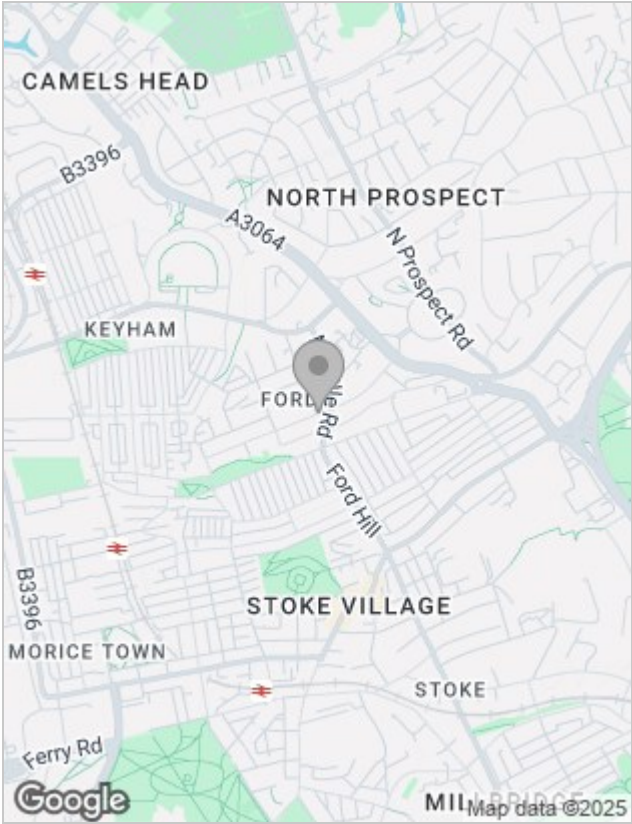 CAMELS HEAD
B3396
NORTH PROSPECT
A3064
N Prospect Rd
KEYHAM
FORD
Rd
Ford Hill
B3396
STOKE VILLAGE
MORICE TOWN
STOKE
Ferry Rd
Google
Map data ©2025